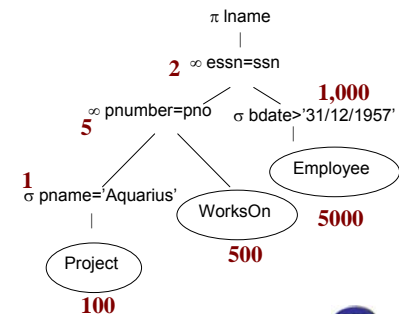 π lname
2 ∞ essn=ssn
1,000
∞ pnumber=pno
σ bdate>'31/12/1957'
5
Employee
1
σ pname='Aquarius'
WorksOn
5000
500
Project
100